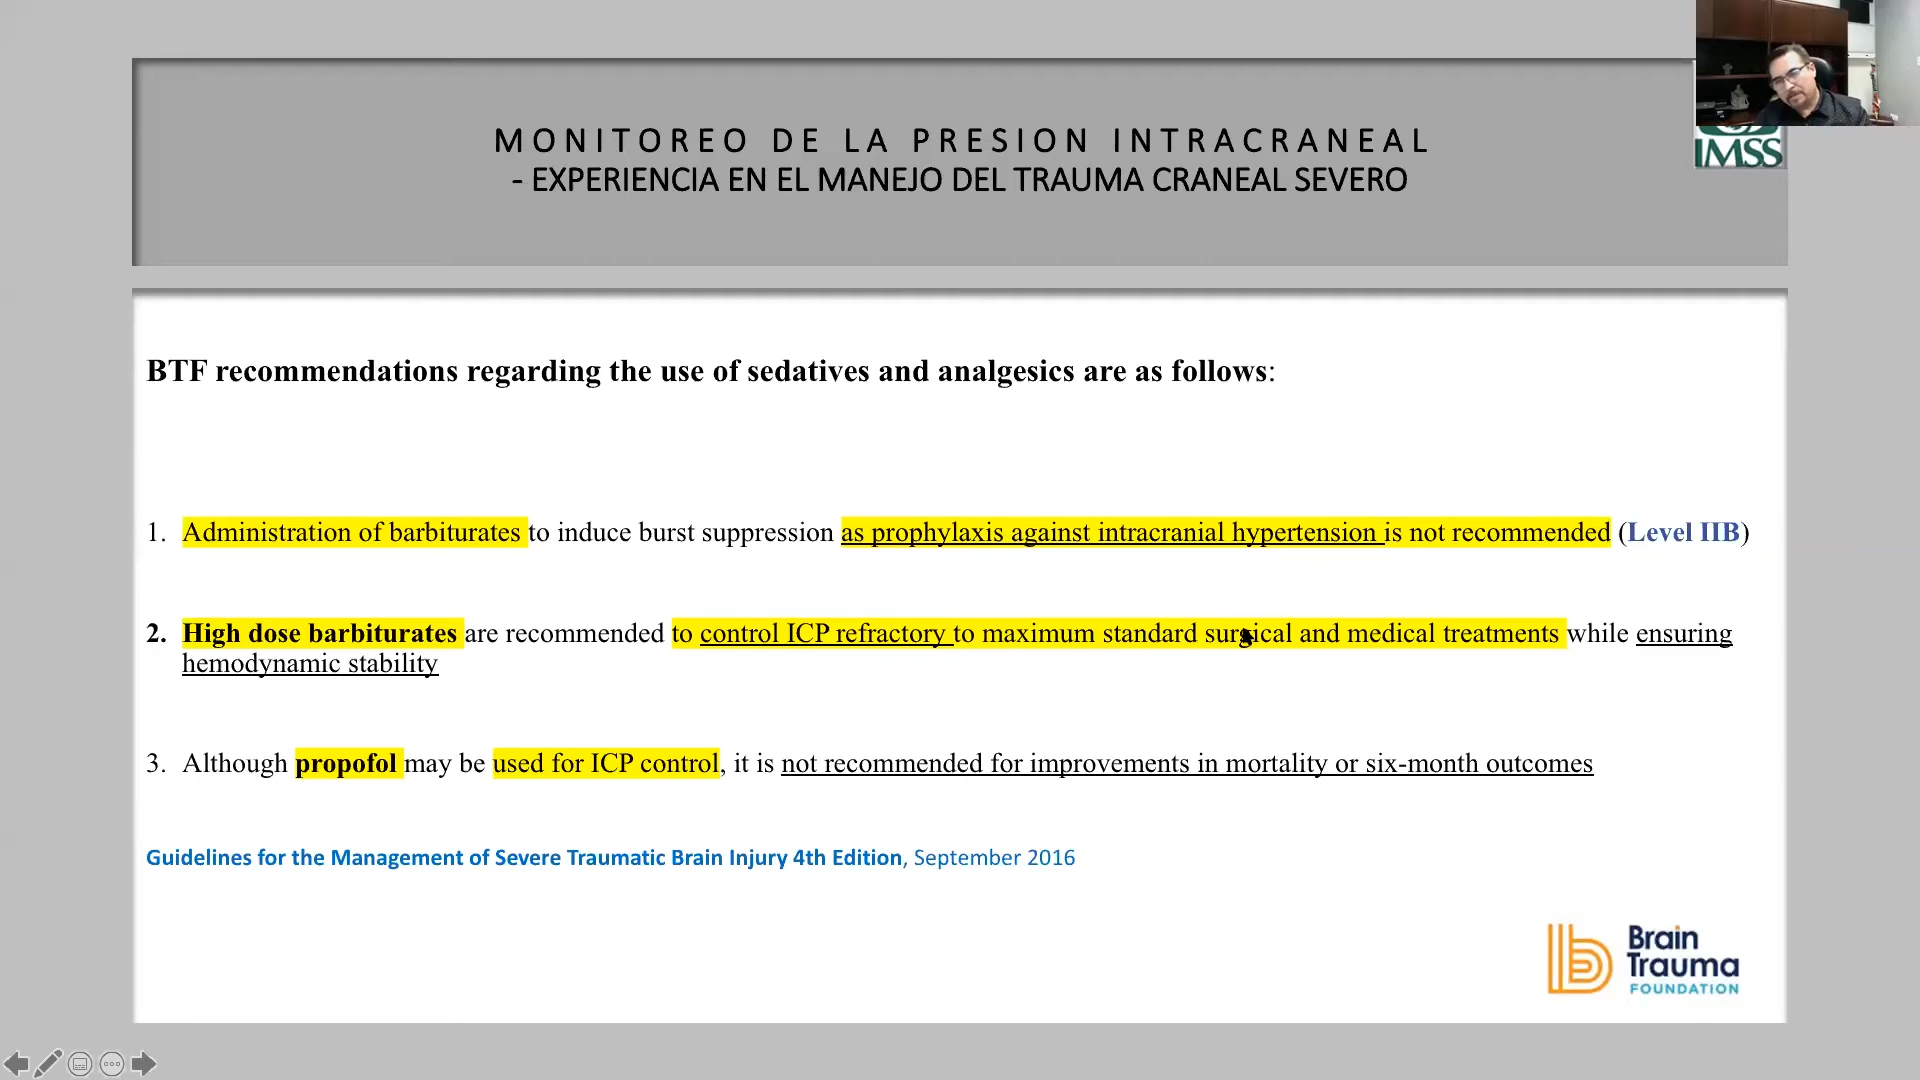 MONITOREO DE LA PRESION INTRACRANEAL
- EXPERIENCIA EN EL MANEJO DEL TRAUMA CRANEAL SEVERO
IMSS
BTF recommendations regarding the use of sedatives and analgesics are as follows:
1. Administration of barbiturates to induce burst suppression as prophylaxis against intracranial hypertension is not recommended (Level IIB)
2. High dose barbiturates are recommended to control ICP refractory to maximum standard surgical and medical treatments while ensuring
hemodynamic stability
3. Although propofol may be used for ICP control, it is not recommended for improvements in mortality or six-month outcomes
Guidelines for the Management of Severe Traumatic Brain Injury 4th Edition, September 2016
Brain
Trauma
FOUNDATION